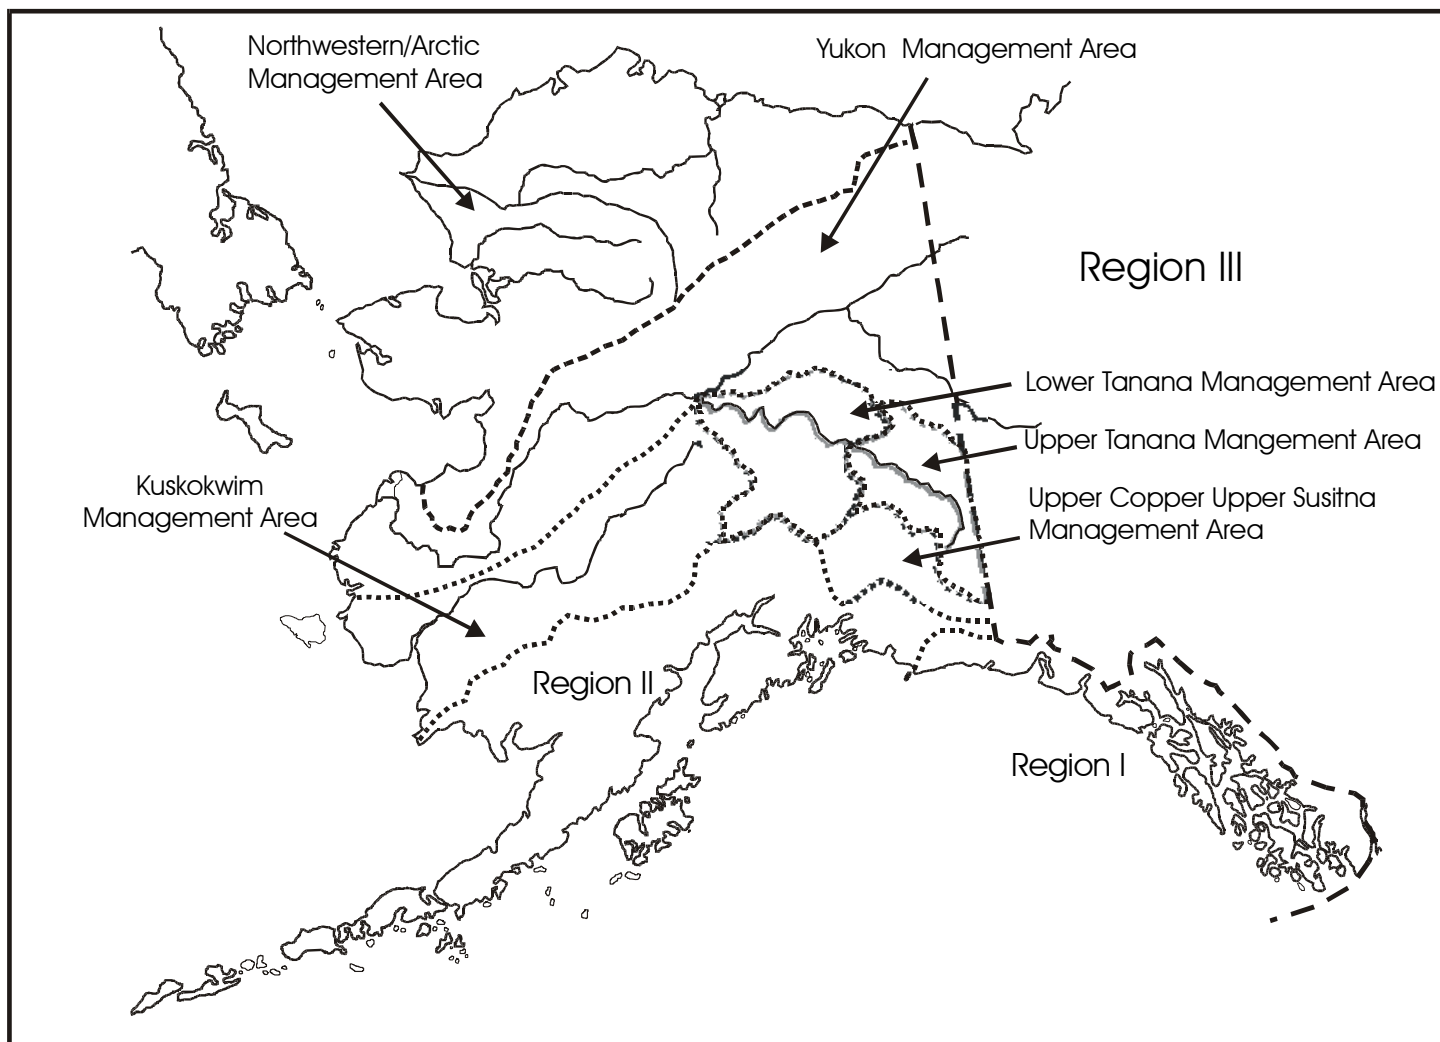 Northwestern/Arctic
Management Area
Yukon Management Area
Region III
Lower Tanana Management Area
Upper Tanana Mangement Area
Kuskokwim
Management Area
Upper Copper Upper Susitna
Management Area
Region II
Region I